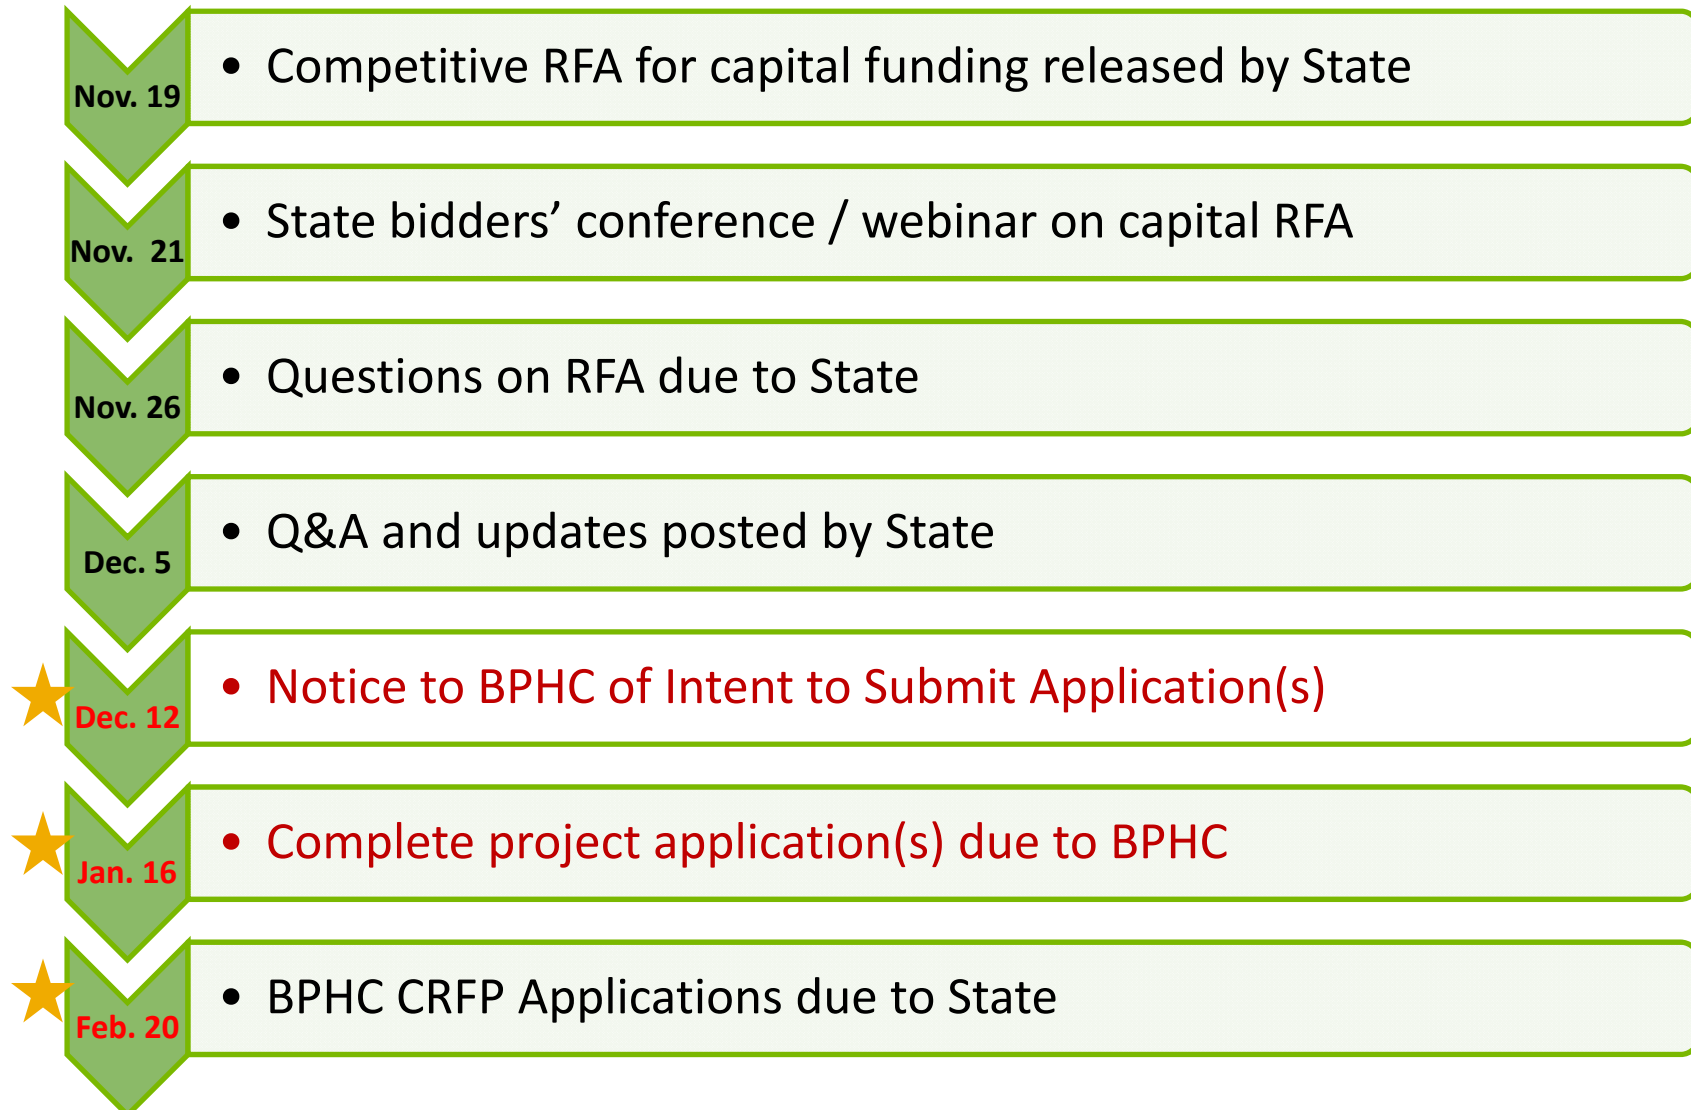 Nov. 19
• Competitive RFA for capital funding released by State
Nov.  21
• State bidders’ conference / webinar on capital RFA
Nov. 26
• Questions on RFA due to State
Dec. 5
• Q&A and updates posted by State
Dec. 12
• Notice to BPHC of Intent to Submit Application(s)
Jan. 16
• Complete project application(s) due to BPHC
Feb. 20
• BPHC CRFP Applications due to State